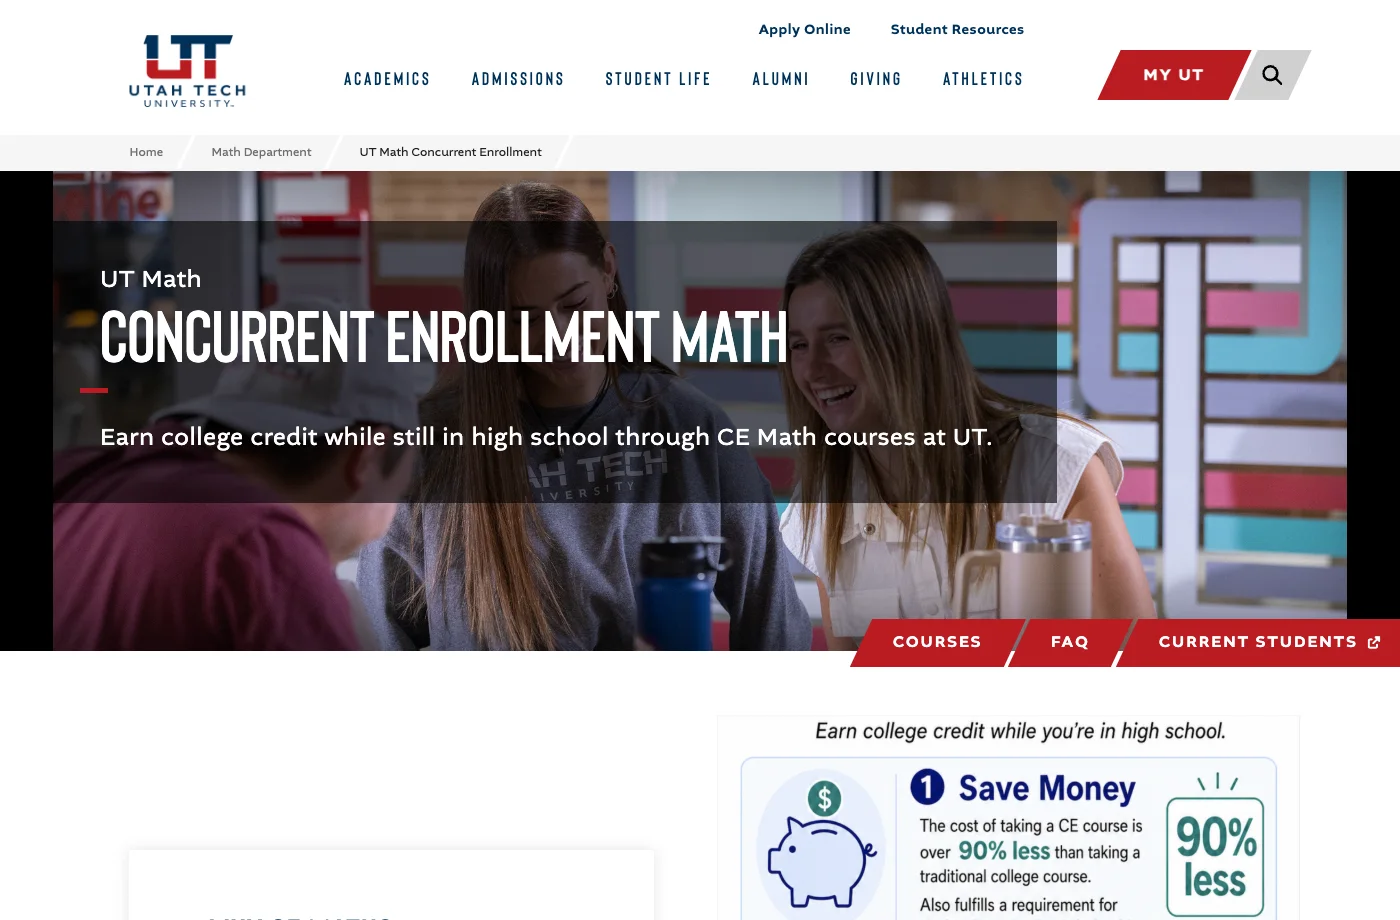 Apply Online
Student Resources
UTAH TECH
UNIVERSITY
ACADEMICS
ADMISSIONS
STUDENT LIFE
ALUMNI
GIVING
ATHLETICS
MY UT
Home
Math Department
UT Math Concurrent Enrollment
UT Math
CONCURRENT ENROLLMENT MATH
Earn college credit while still in high school through CE Math courses at UT.
AH TECH
IVERSITY
COURSES
FAQ
CURRENT STUDENTS
Earn college credit while you're in high school.
1 Save Money
The cost of taking a CE course is
over 90% less than taking a
traditional college course.
Also fulfills a requirement for
$
90%
less